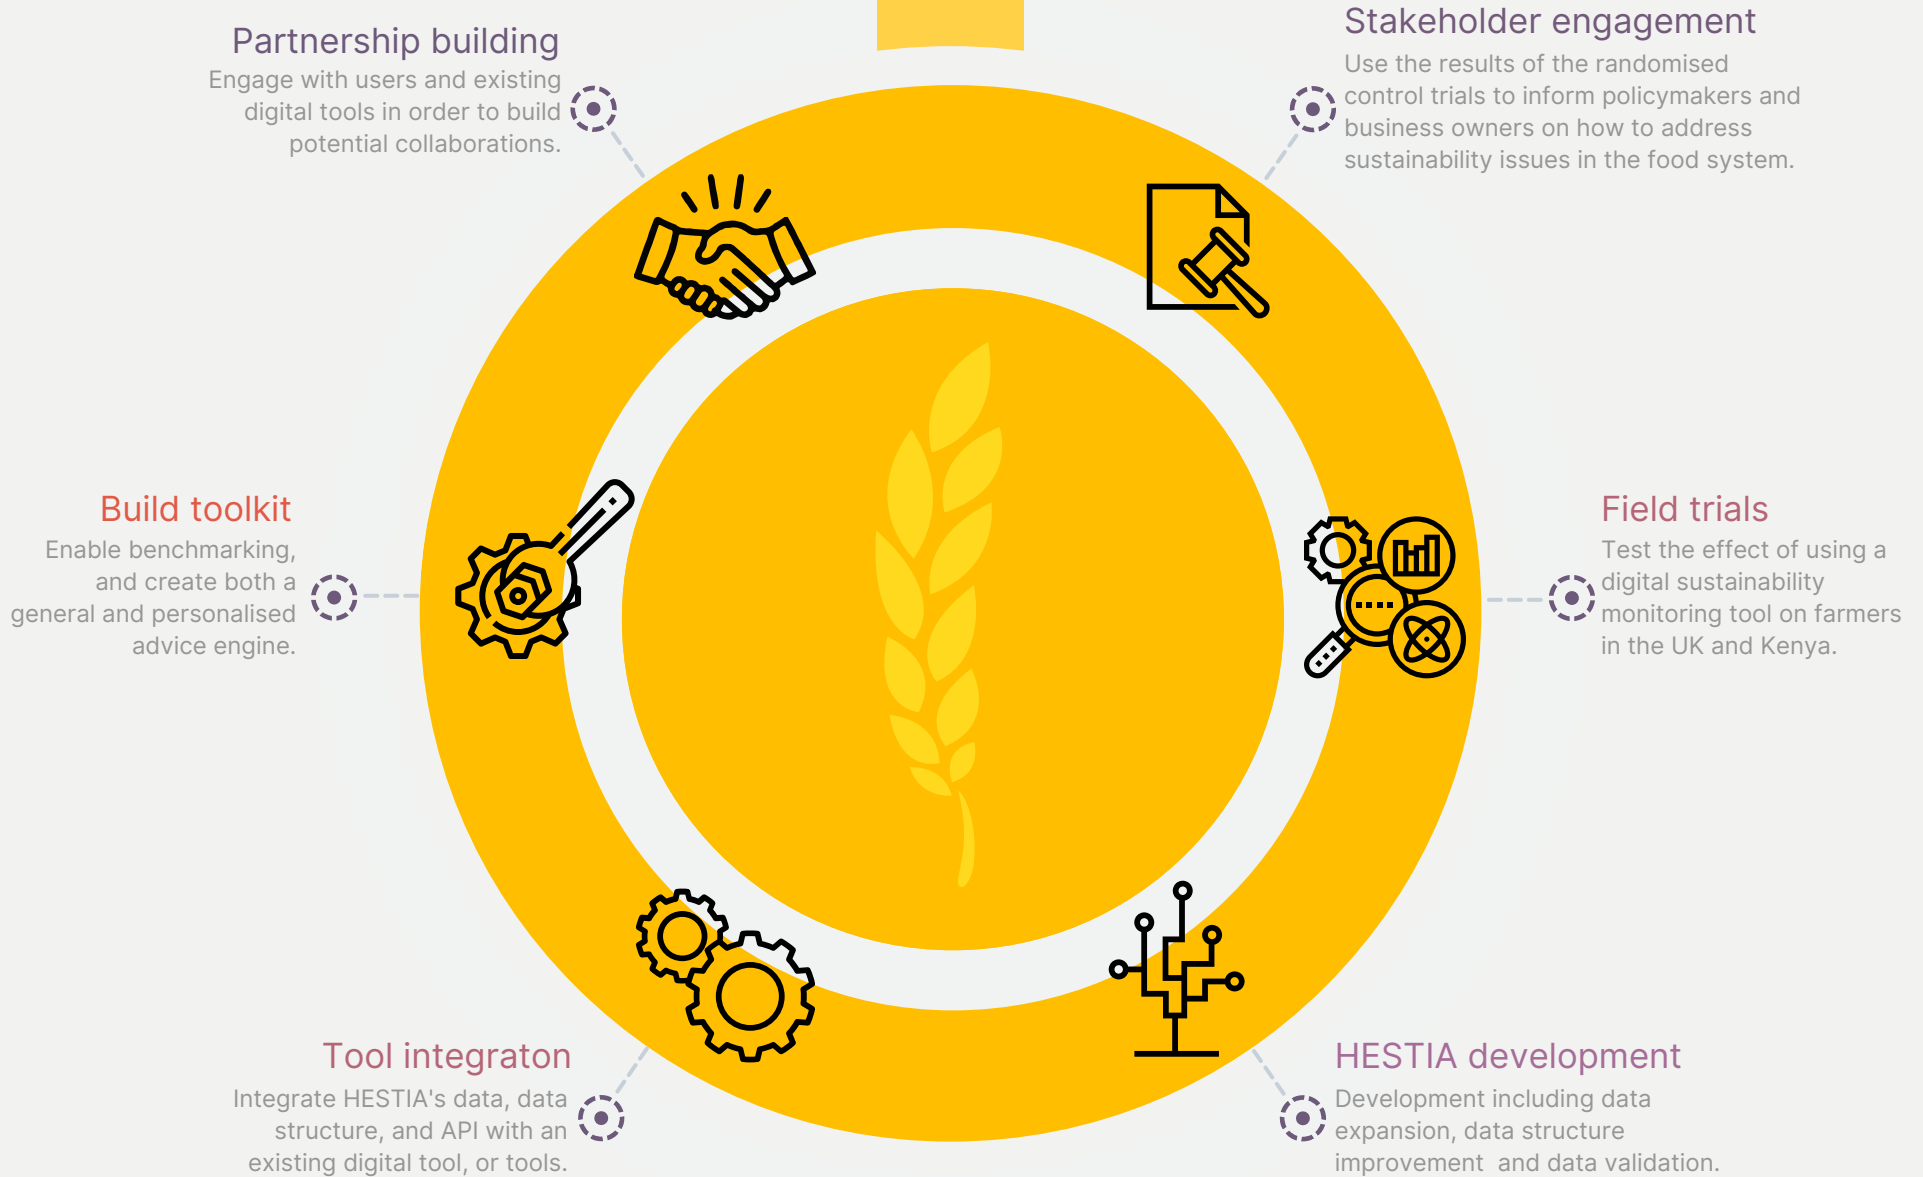 Partnership building
Engage with users and existing
digital tools in order to build
potential collaborations.
Stakeholder engagement
Use the results of the randomised
control trials to inform policymakers and
business owners on how to address
sustainability issues in the food system.
Build toolkit
Enable benchmarking,
and create both a
general and personalised
advice engine.
Field trials
Test the effect of using a
digital sustainability
monitoring tool on farmers
in the UK and Kenya.
Tool integraton
Integrate HESTIA's data, data
structure, and API with an
existing digital tool, or tools.
HESTIA development
Development including data
expansion, data structure
improvement  and data validation.